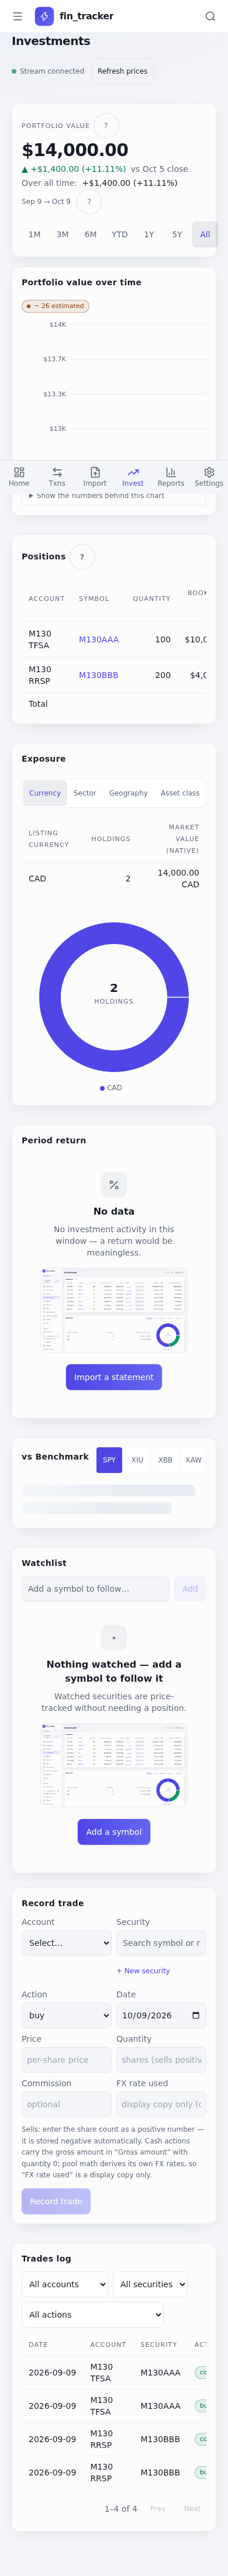 fin_tracker
Investments
Stream connected
Refresh prices
PORTFOLIO VALUE ?
$14,000.00
▲ +$1,400.00 (+11.11%) vs Oct 5 close
Over all time: +$1,400.00 (+11.11%)
Sep 9 → Oct 9 ?
1M 3M 6M YTD 1Y 5Y All
Portfolio value over time
~ 26 estimated
$14K
$13.7K
$13.3K
$13K
Home Txns Import Invest Reports Settings
Show the numbers behind this chart
Positions ?
ACCOUNT SYMBOL QUANTITY BOOK
M130 TFSA M130AAA 100 $10,0
M130 RRSP M130BBB 200 $4,0
Total
Exposure
Currency Sector Geography Asset class
LISTING CURRENCY HOLDINGS MARKET VALUE (NATIVE)
CAD 2 14,000.00 CAD
2
HOLDINGS
CAD
Period return
No data
No investment activity in this
window — a return would be
meaningless.
Import a statement
vs Benchmark SPY XIU XBB XAW
Watchlist
Add a symbol to follow…
Add
Nothing watched — add a
symbol to follow it
Watched securities are price-
tracked without needing a position.
Add a symbol
Record trade
Account Security
Select… Search symbol or r
+ New security
Action Date
buy 10/09/2026
Price Quantity
per-share price shares (sells positiv
Commission FX rate used
optional display copy only (c
Sells: enter the share count as a positive number —
it is stored negative automatically. Cash actions
carry the gross amount in “Gross amount” with
quantity 0; pool math derives its own FX rates, so
“FX rate used” is a display copy only.
Record trade
Trades log
All accounts All securities
All actions
DATE ACCOUNT SECURITY ACT
2026-09-09 M130 TFSA M130AAA co
2026-09-09 M130 TFSA M130AAA bu
2026-09-09 M130 RRSP M130BBB co
2026-09-09 M130 RRSP M130BBB bu
1–4 of 4 Prev Next